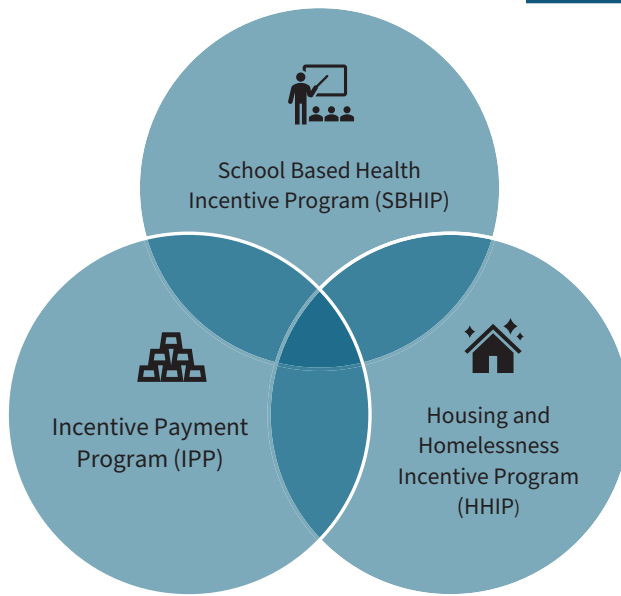 School Based Health
Incentive Program (SBHIP)
Incentive Payment
Program (IPP)
Housing and
Homelessness
Incentive Program
(HHIP)